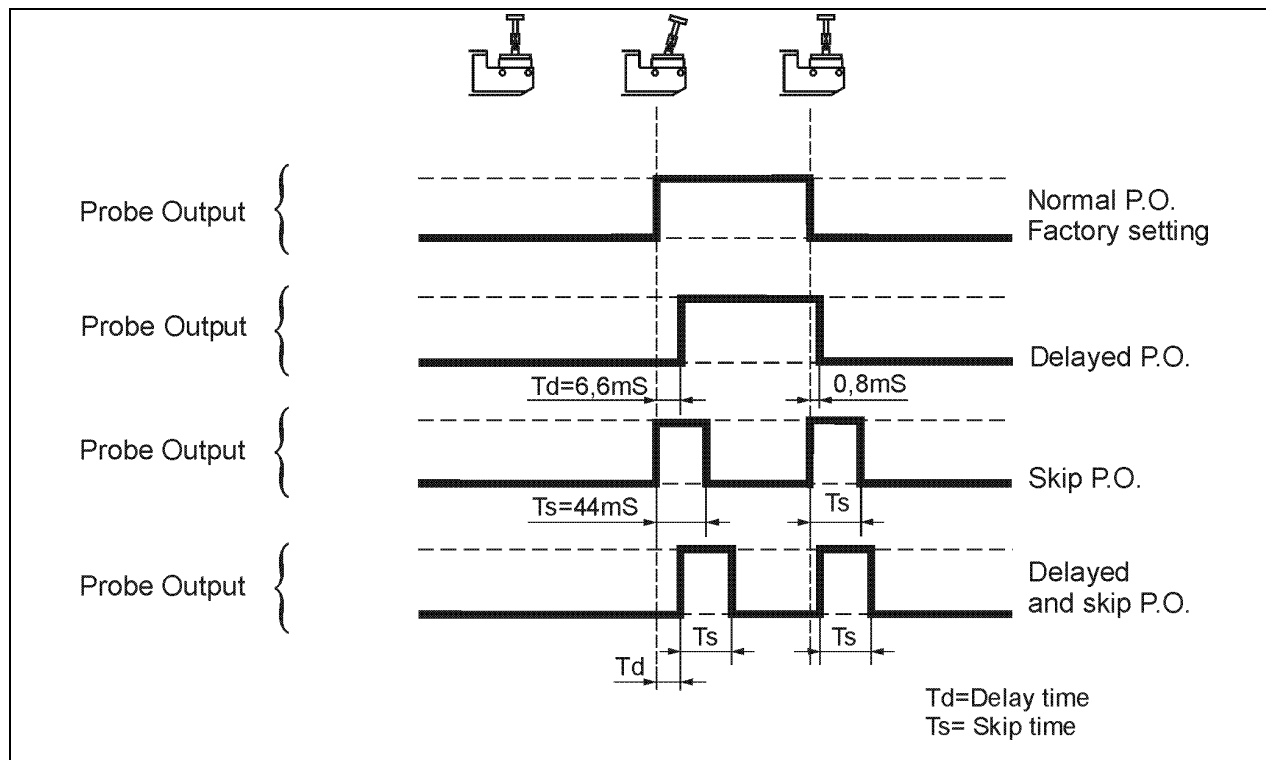 Probe Output
Normal P.O.
Factory setting
Probe Output
Delayed P.O.
Td=6,6mS
0,8mS
Probe Output
Skip P.O.
Ts=44mS
Ts
Probe Output
Delayed
and skip P.O.
Ts
Ts
Td
Td=Delay time
Ts= Skip time